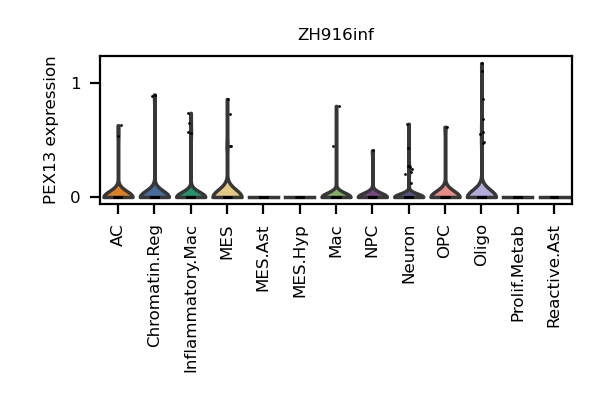 ZH916inf
PEX13 expression
1
0
AC
Chromatin.Reg
Inflammatory.Mac
MES
MES.Ast
MES.Hyp
Mac
NPC
Neuron
OPC
Oligo
Prolif.Metab
Reactive.Ast